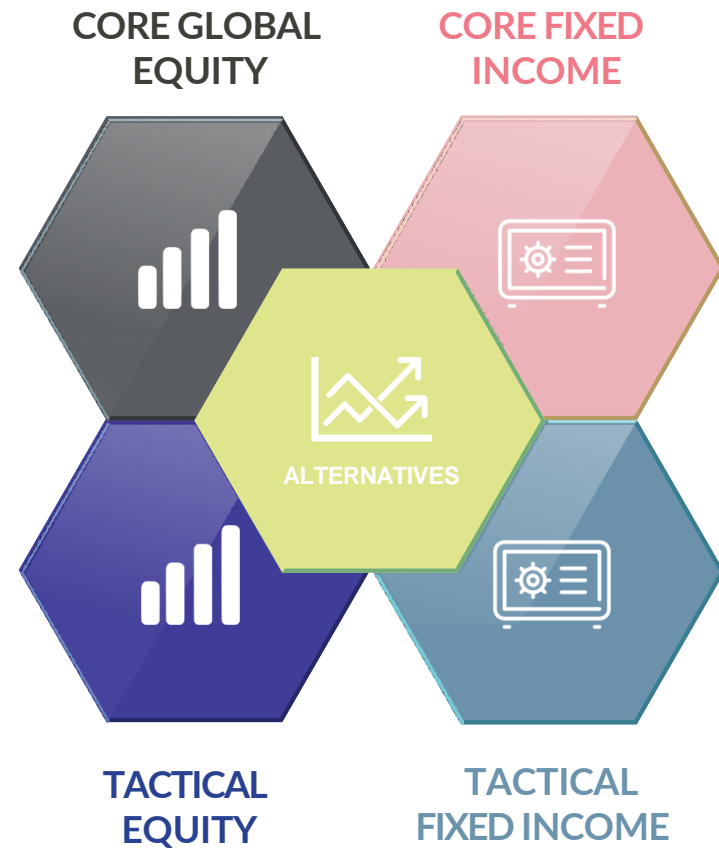 CORE GLOBAL
EQUITY
CORE FIXED
INCOME
ALTERNATIVES
TACTICAL
EQUITY
TACTICAL
FIXED INCOME